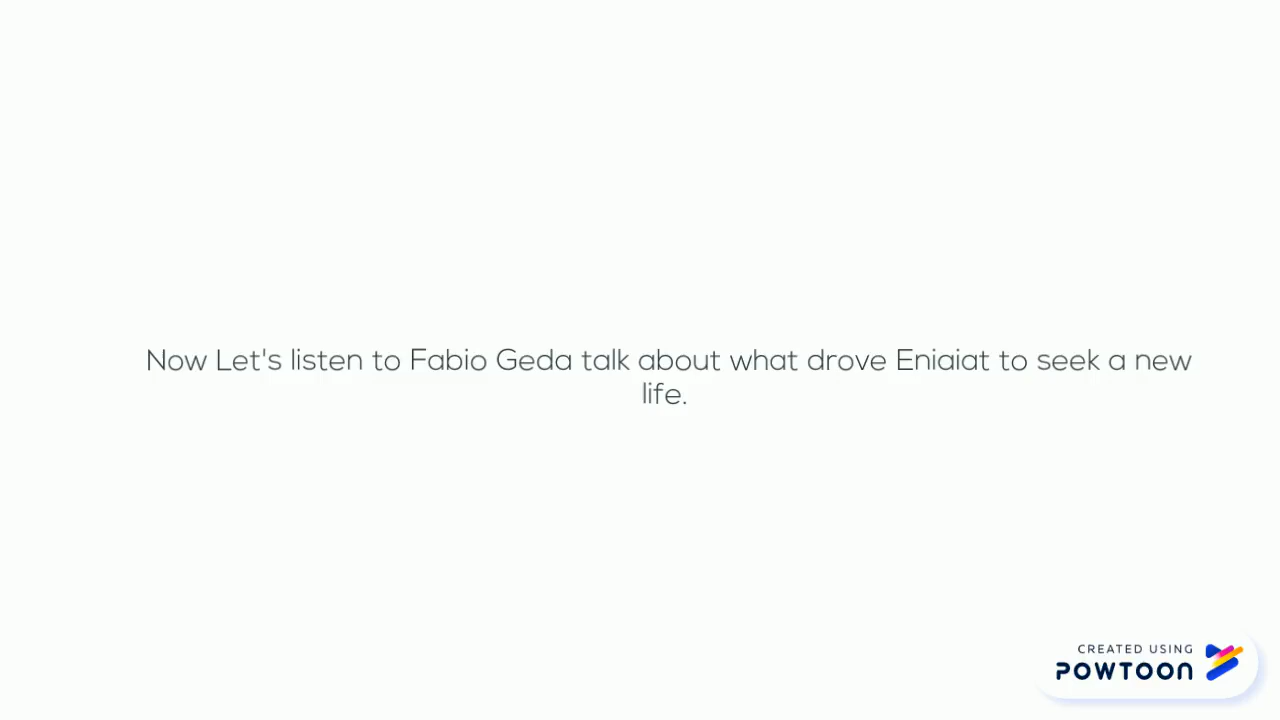 Now Let's listen to Fabio Geda talk about what drove Eniaiat to seek a new
life.
CREATED USING
POWTOON